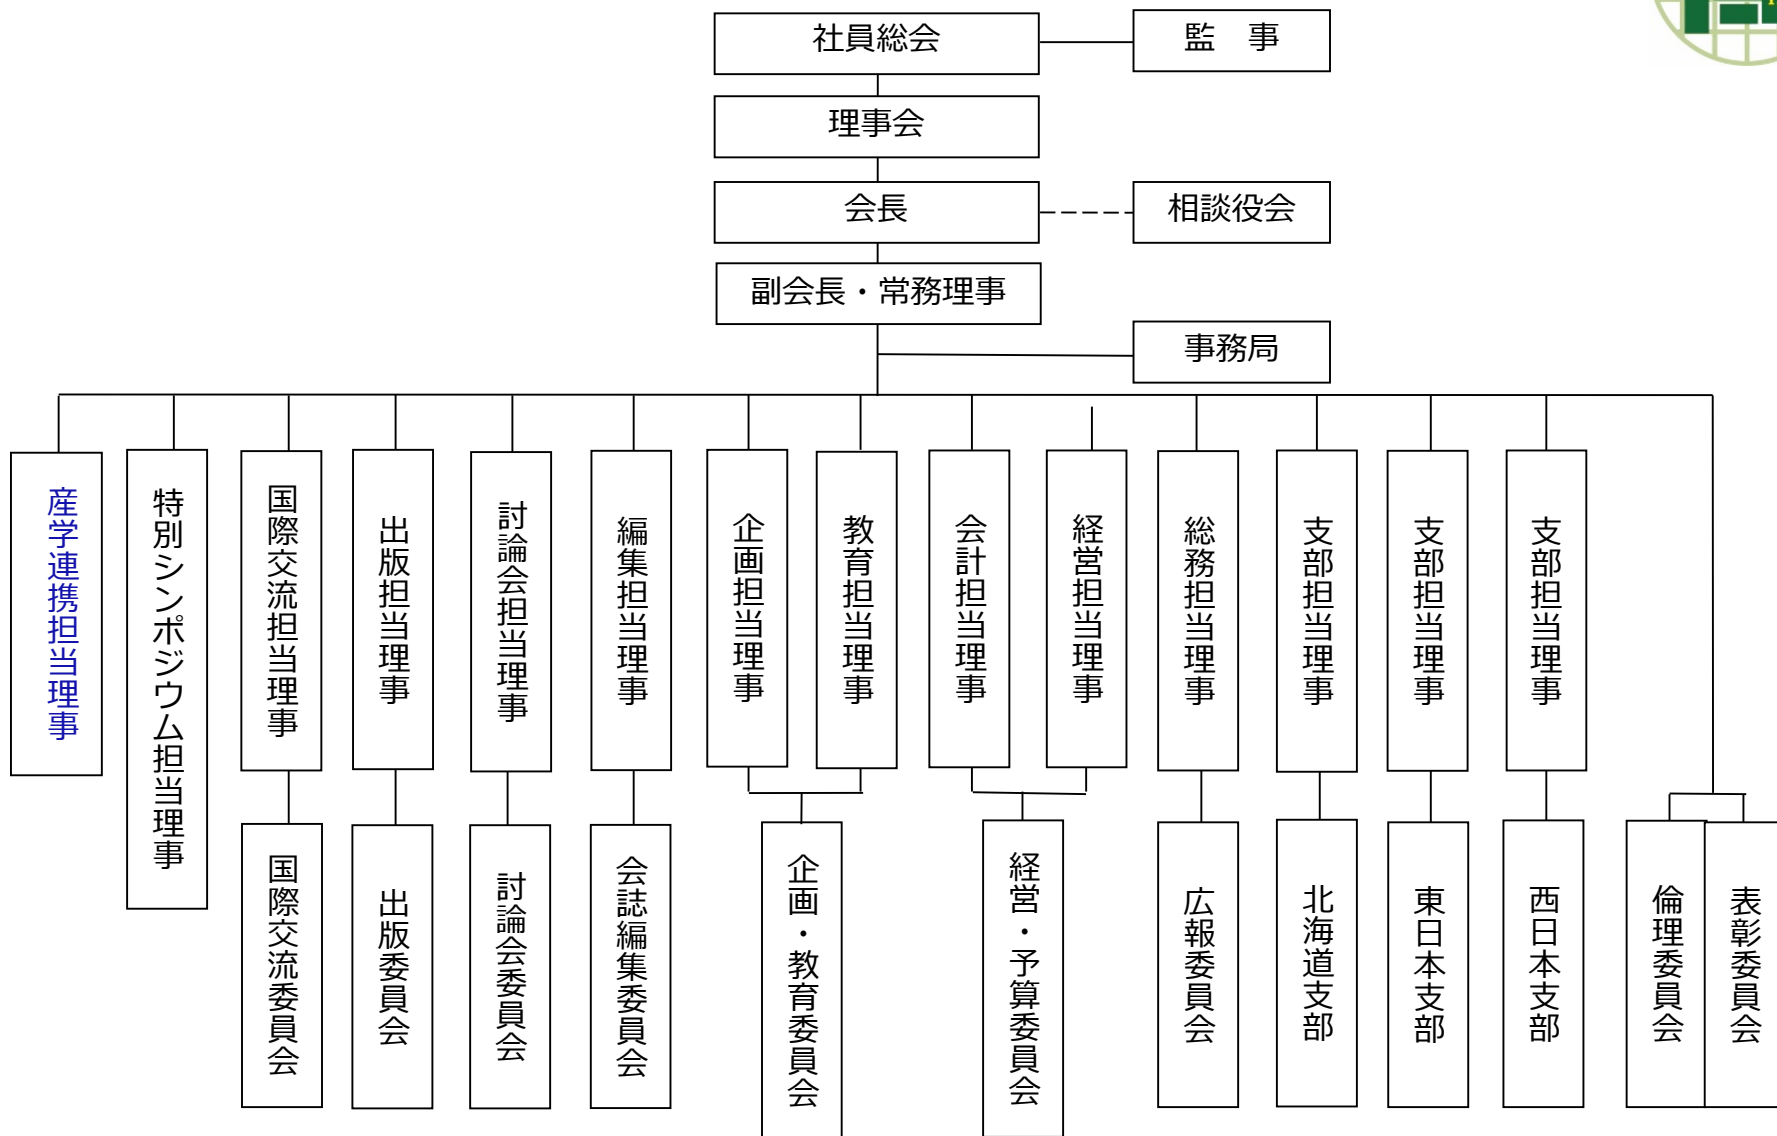 社員総会
監　事
理事会
会長
相談役会
副会長・常務理事
事務局
産学連携担当理事
特別シンポジウム担当理事
国際交流担当理事
出版担当理事
討論会担当理事
編集担当理事
企画担当理事
教育担当理事
会計担当理事
経営担当理事
総務担当理事
支部担当理事
支部担当理事
支部担当理事
国際交流委員会
出版委員会
討論会委員会
会誌編集委員会
企画・教育委員会
経営・予算委員会
広報委員会
北海道支部
東日本支部
西日本支部
倫理委員会
表彰委員会